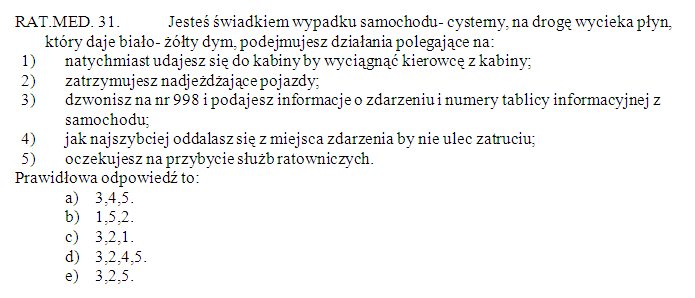 RAT.MED. 31. Jesteś świadkiem wypadku samochodu- cysterny, na drogę wycieka płyn,
który daje biało- żółty dym, podejmujesz działania polegające na:
1) natychmiast udajesz się do kabiny by wyciągnąć kierowcę z kabiny;
2) zatrzymujesz nadjeżdżające pojazdy;
3) dzwonisz na nr 998 i podajesz informacje o zdarzeniu i numery tablicy informacyjnej z
samochodu;
4) jak najszybciej oddalasz się z miejsca zdarzenia by nie ulec zatruciu;
5) oczekujesz na przybycie służb ratowniczych.
Prawidłowa odpowiedź to:
a) 3,4,5.
b) 1,5,2.
c) 3,2,1.
d) 3,2,4,5.
e) 3,2,5.